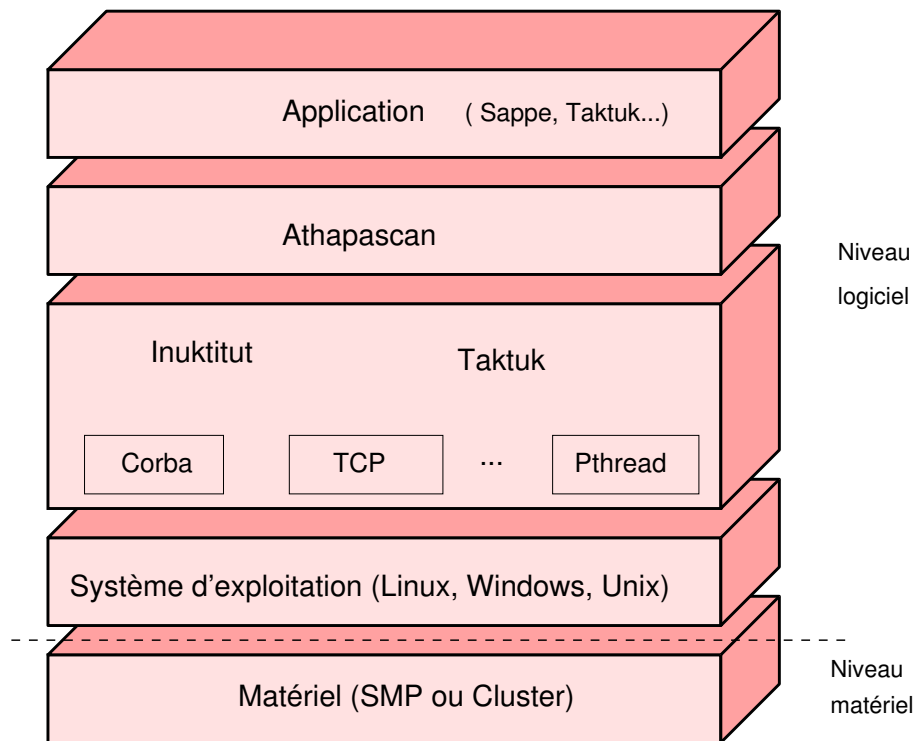 Application ( Sappe, Taktuk...)
Athapascan
Niveau
logiciel
Inuktitut Taktuk
Corba TCP ... Pthread
Système d'exploitation (Linux, Windows, Unix)
Matériel (SMP ou Cluster)
Niveau
matériel